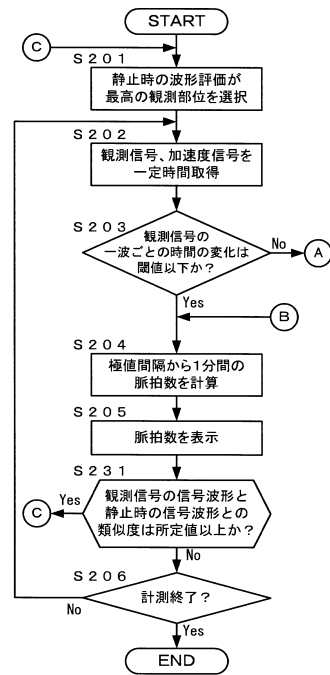 START
C
S201
静止時の波形評価が
最高の観測部位を選択
S202
観測信号、加速度信号を
一定時間取得
S203
観測信号の
一波ごとの時間の変化は
閾値以下か?
No
A
Yes
B
S204
極値間隔から1分間の
脈拍数を計算
S205
脈拍数を表示
S231
観測信号の信号波形と
静止時の信号波形との
類似度は所定値以上か?
Yes
C
No
S206
計測終了?
No
Yes
END